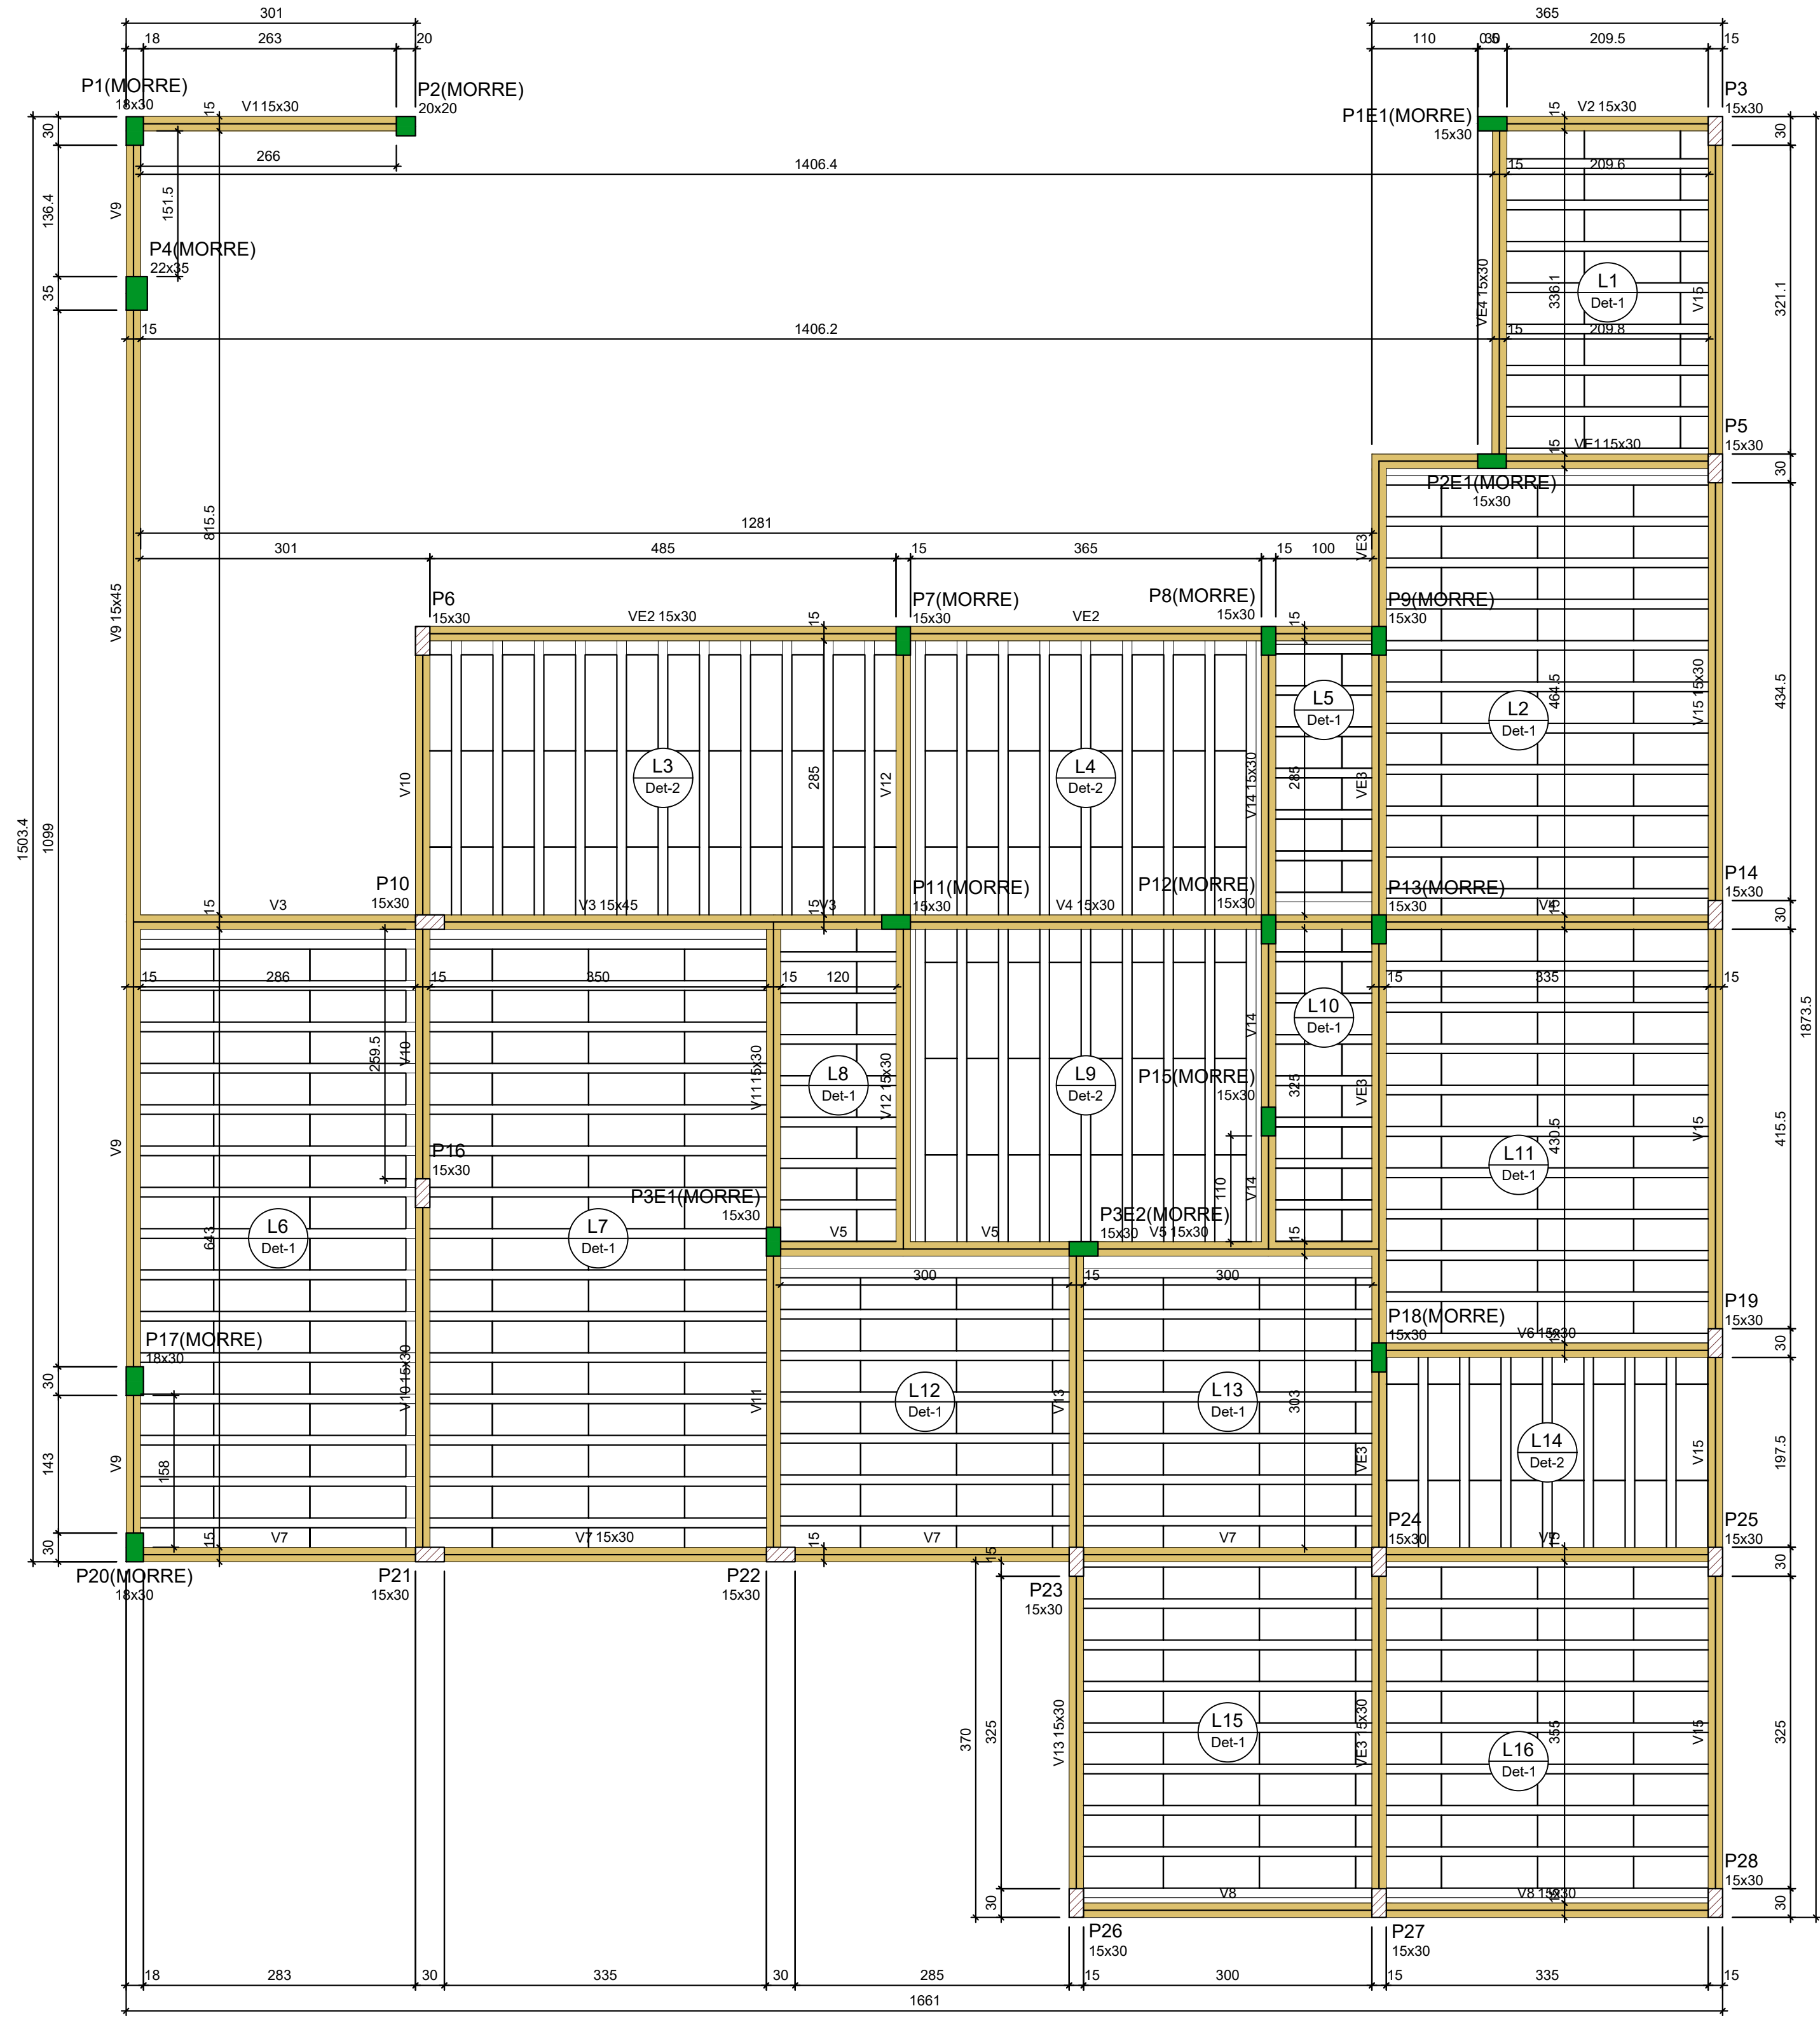 301
365
18
263
20
110
30
209.5
15
P1(MORRE)
18x30
P2(MORRE)
20x20
V1 15x30
15
P1E1(MORRE)
15x30
V2 15x30
15
P3
15x30
30
30
266
1406.4
15
209.6
136.4
V9
151.5
P4(MORRE)
22x35
35
VE4 15x30
336.1
L1
Det-1
V15
321.1
15
1406.2
15
209.8
15
VE1 15x30
P5
15x30
30
P2E1(MORRE)
15x30
815.5
1281
301
485
15
365
15
100
VE3
V9 15x45
P6
15x30
VE2 15x30
15
P7(MORRE)
15x30
VE2
P8(MORRE)
15x30
15
P9(MORRE)
15x30
464.5
V15 15x30
434.5
L5
Det-1
L2
Det-1
1503.4
1099
V10
L3
Det-2
285
V12
L4
Det-2
V14 15x30
285
VE3
P10
15x30
15
V3
V3 15x45
V3
15
P11(MORRE)
15x30
V4 15x30
P12(MORRE)
15x30
P13(MORRE)
15x30
15
P14
15x30
30
15
286
15
350
15
120
15
335
15
1873.5
259.5
V10
V11 15x30
L8
Det-1
V12 15x30
L9
Det-2
V14
L10
Det-1
P15(MORRE)
15x30
325
VE3
V9
430.5
L11
Det-1
V15
415.5
P16
15x30
P3E1(MORRE)
15x30
110
V14
L6
Det-1
643
L7
Det-1
V5
V5
P3E2(MORRE)
15x30
V5 15x30
15
300
15
300
P17(MORRE)
18x30
30
V10 15x30
P18(MORRE)
15x30
V6 15x30
15
P19
15x30
30
V11
L12
Det-1
V13
L13
Det-1
303
VE3
L14
Det-2
V15
197.5
V9
143
158
30
15
V7
V7 15x30
15
V7
V7
P24
15x30
15
P25
15x30
30
P20(MORRE)
18x30
P21
15x30
P22
15x30
15
P23
15x30
370
325
V13 15x30
L15
Det-1
VE3 15x30
355
L16
Det-1
V15
325
30
V8
V8 15x30
P28
15x30
30
P26
15x30
P27
15x30
18
283
30
335
30
285
15
300
15
335
15
1661